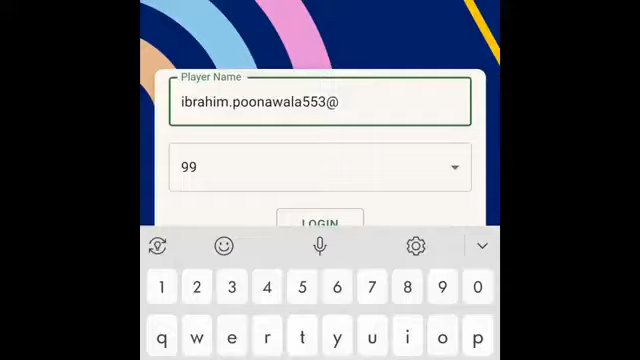 Player Name
ibrahim.poonawala553@
99
LOGIN
1 2 3 4 5 6 7 8 9 0
q w e r t y u i o p